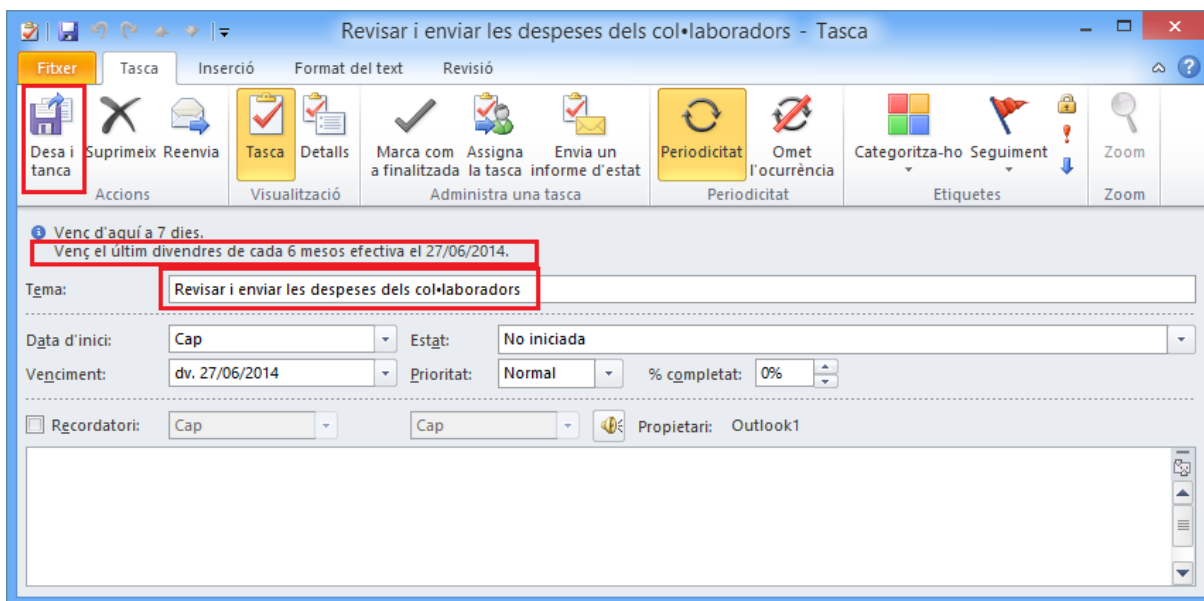 Revisar i enviar les despeses dels col•laboradors - Tasca
Fitxer Tasca Inserció Format del text Revisió
Desa i tanca Suprimeix Reenvia Tasca Detalls Marca com a finalitzada Assigna la tasca Envia un informe d'estat Periodicitat Omet l'ocurrència Categoritza-ho Seguiment Zoom
Accions Visualització Administra una tasca Periodicitat Etiquetes Zoom
Venç d'aquí a 7 dies.
Venç el últim divendres de cada 6 mesos efectiva el 27/06/2014.
Tema: Revisar i enviar les despeses dels col•laboradors
Data d'inici: Cap Estat: No iniciada
Venciment: dv. 27/06/2014 Prioritat: Normal % completat: 0%
Recordatori: Cap Cap Propietari: Outlook1